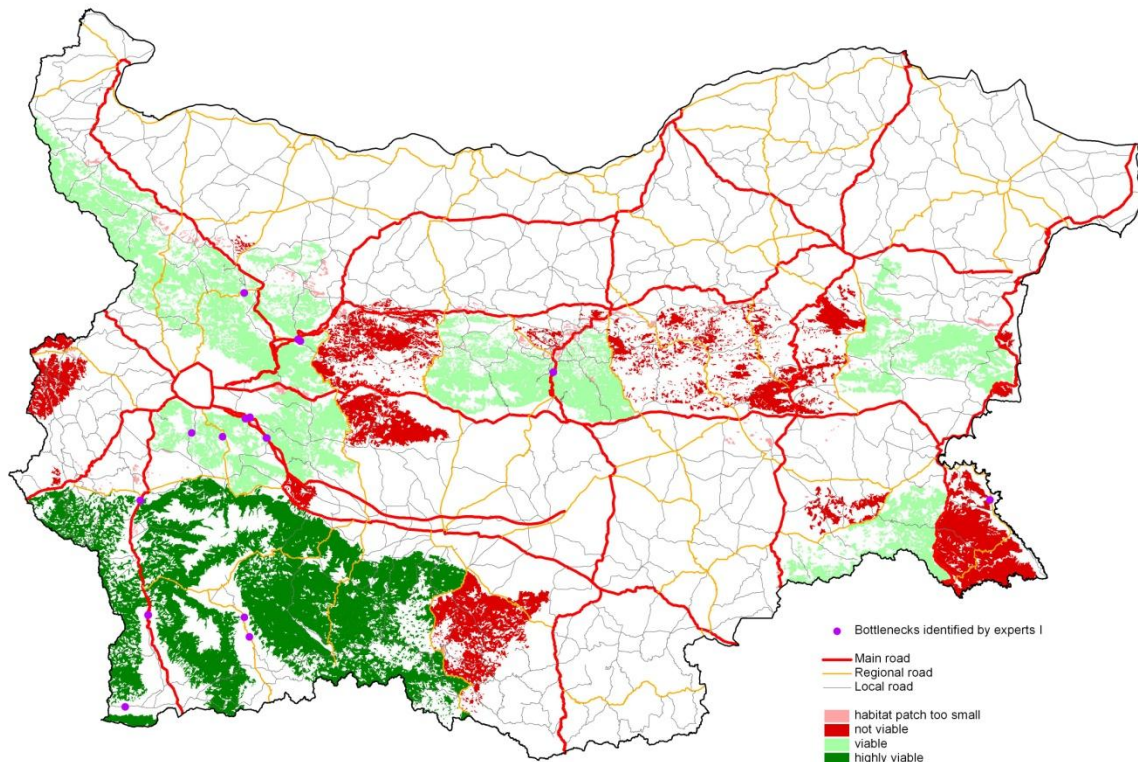 Bottlenecks identified by experts I
Main road
Regional road
Local road
habitat patch too small
not viable
viable
highly viable